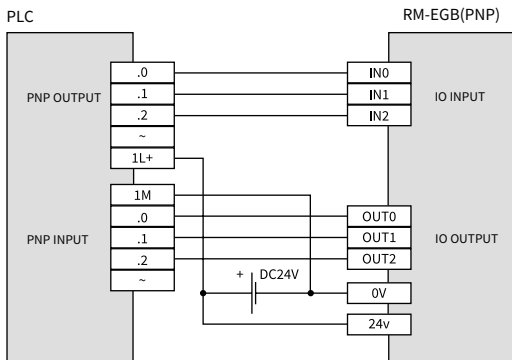 PLC
RM-EGB(PNP)
PNP OUTPUT
.0
.1
.2
~
1L+
IN0
IN1
IN2
IO INPUT
PNP INPUT
1M
.0
.1
.2
~
OUT0
OUT1
OUT2
IO OUTPUT
+ DC24V
0V
24v